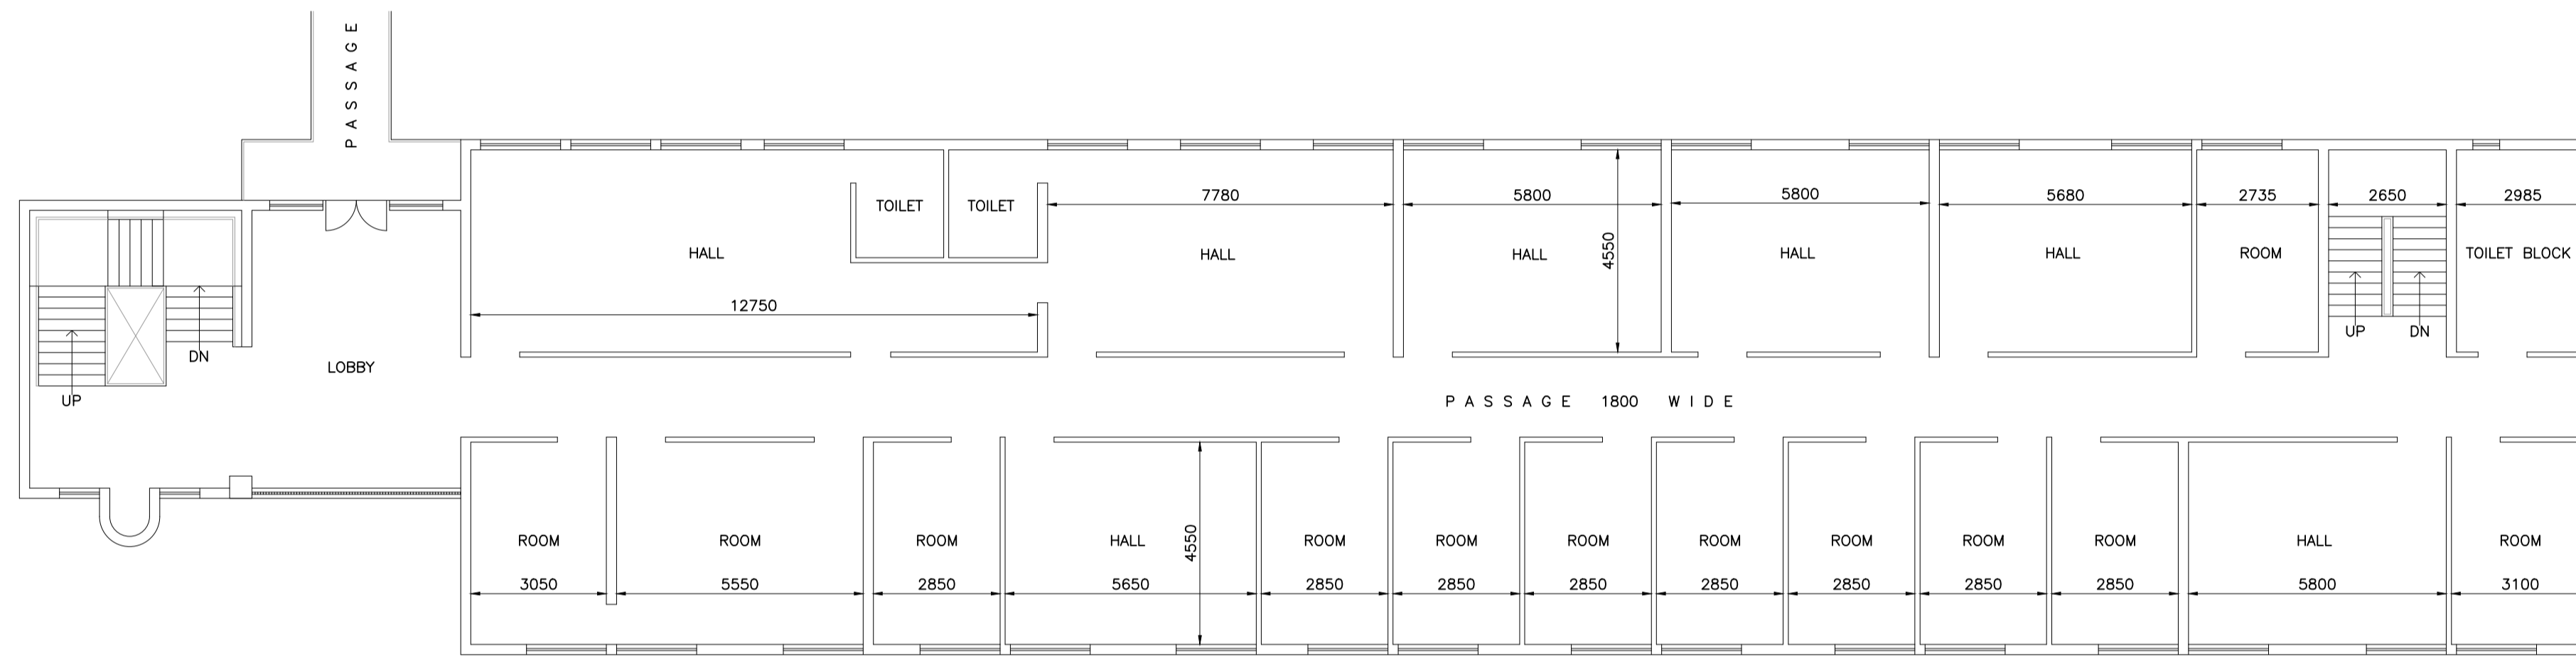 PASSAGE
7780
5800
5800
5680
2735
2650
2985
TOILET
TOILET
HALL
HALL
HALL
4550
HALL
HALL
ROOM
TOILET BLOCK
12750
UP
DN
DN
LOBBY
UP
PASSAGE 1800 WIDE
ROOM
ROOM
ROOM
HALL
4550
ROOM
ROOM
ROOM
ROOM
ROOM
ROOM
ROOM
HALL
ROOM
3050
5550
2850
5650
2850
2850
2850
2850
2850
2850
2850
5800
3100